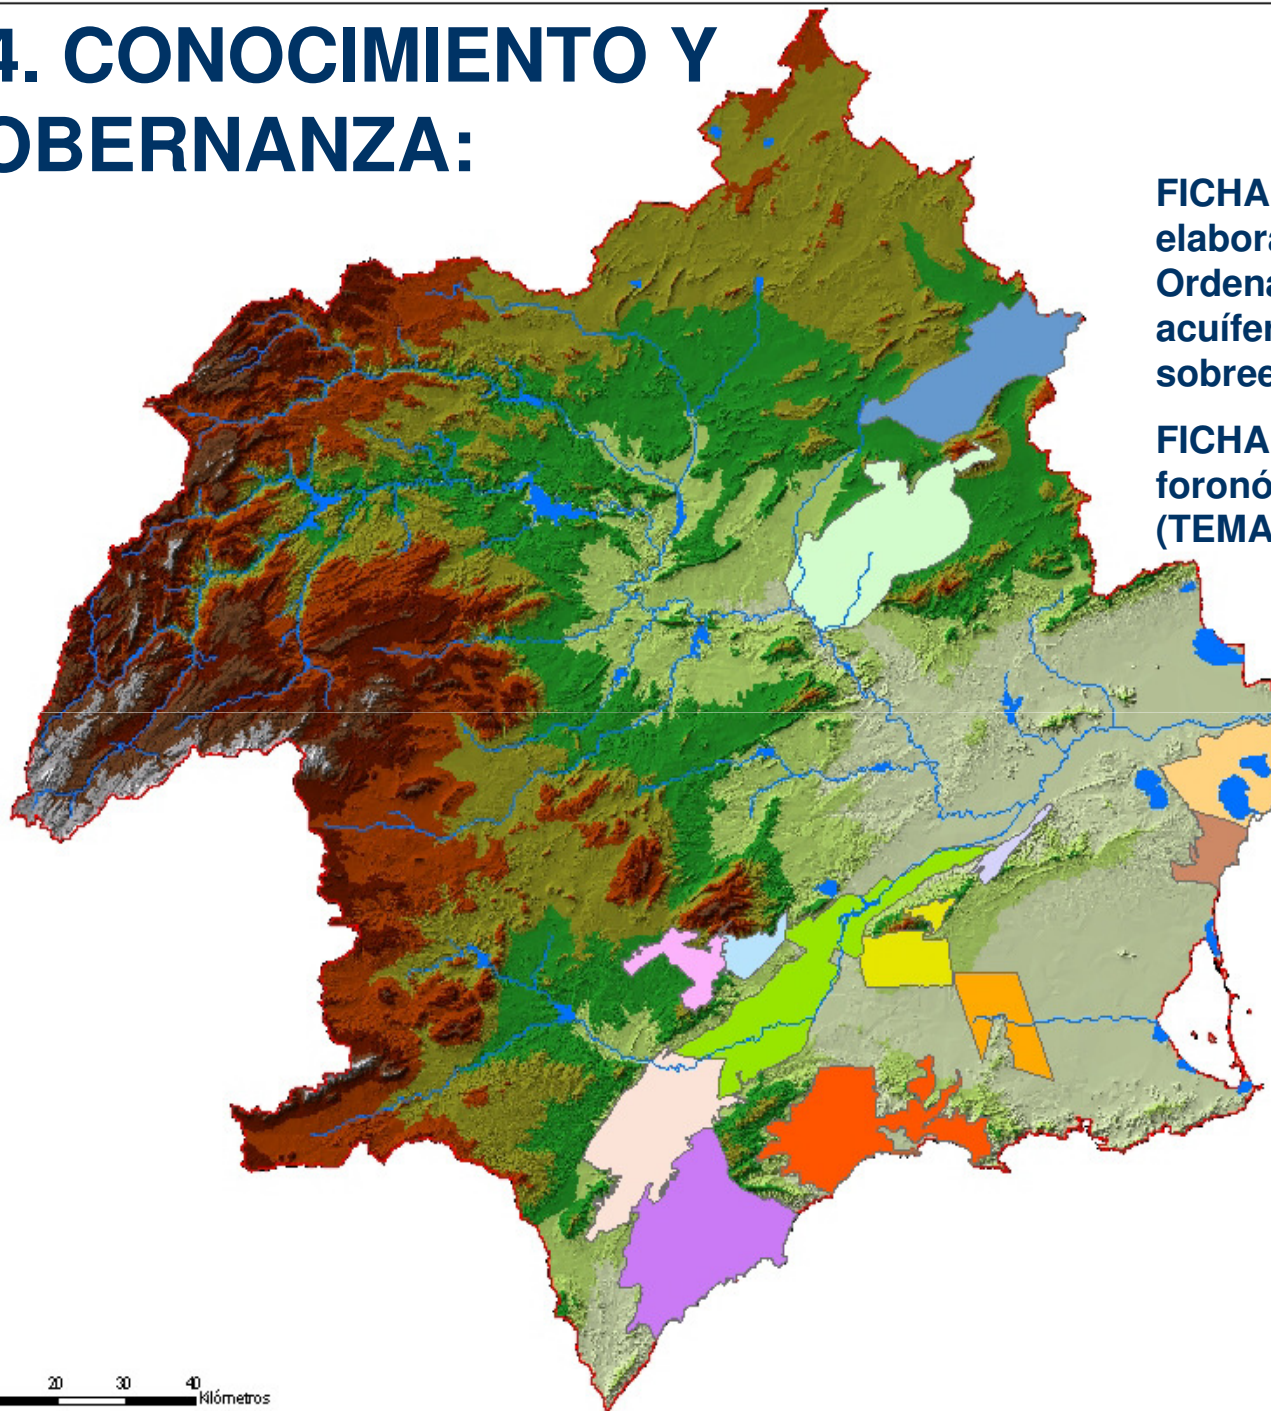 4. CONOCIMIENTO Y
OBERNANZA:
FICHA
elabora
Ordena
acuífer
sobree
FICHA
foronó
(TEMA
20 30 40
Kilómetros